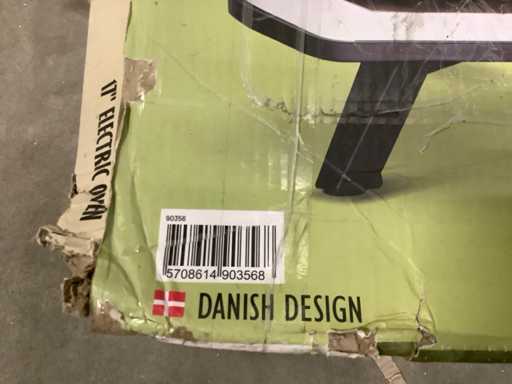 17" ELECTRIC OVEN
90356
5708614 903568
DANISH DESIGN